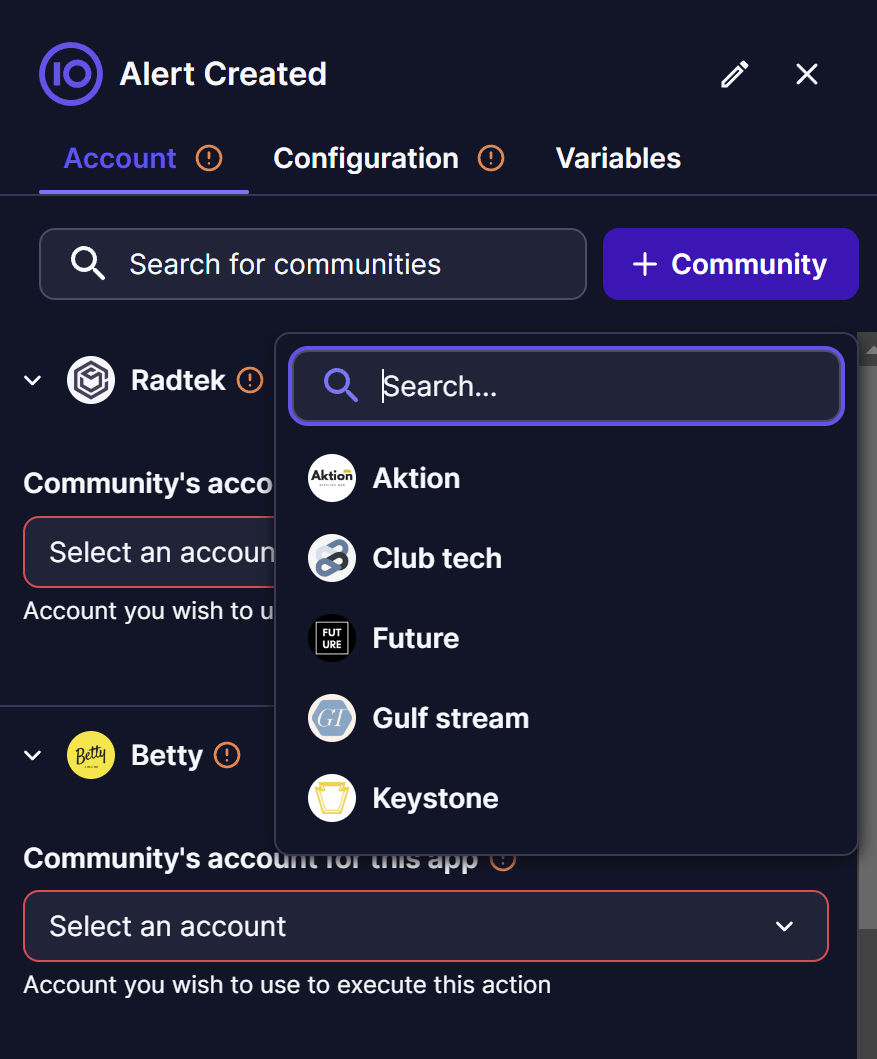 IO Alert Created
Account Configuration Variables
Search for communities
+ Community
Radtek
Search...
Community's acco
Select an accoun
Account you wish to u
Aktion
Aktion
Club tech
FUT
URE
Future
GT
Gulf stream
Keystone
Betty
Betty
Community's account for this app
Select an account
Account you wish to use to execute this action